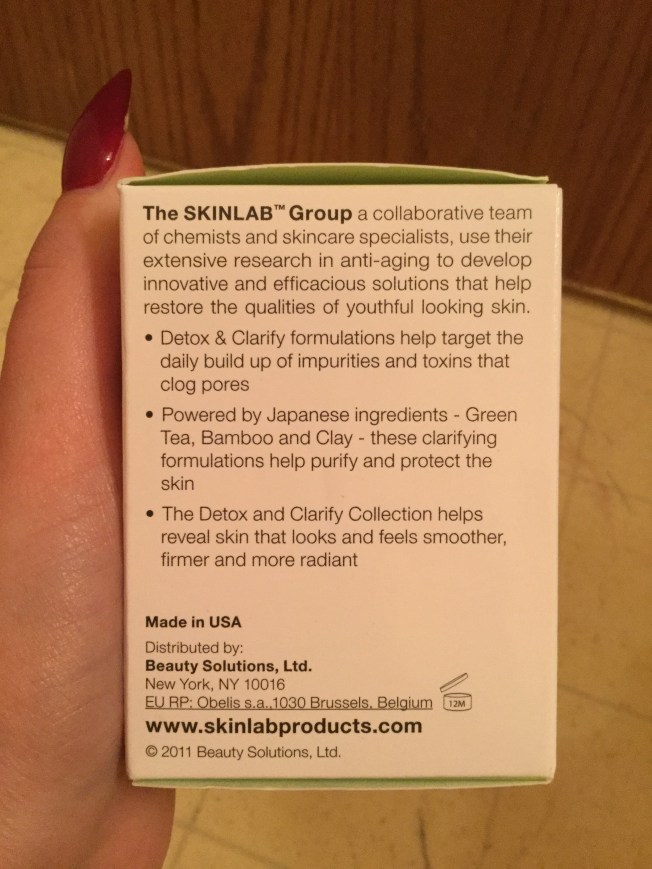 The SKINLAB™ Group a collaborative team
of chemists and skincare specialists, use their
extensive research in anti-aging to develop
innovative and efficacious solutions that help
restore the qualities of youthful looking skin.
• Detox & Clarify formulations help target the
daily build up of impurities and toxins that
clog pores
• Powered by Japanese ingredients - Green
Tea, Bamboo and Clay - these clarifying
formulations help purify and protect the
skin
• The Detox and Clarify Collection helps
reveal skin that looks and feels smoother,
firmer and more radiant
Made in USA
Distributed by:
Beauty Solutions, Ltd.
New York, NY 10016
EU RP: Obelis s.a.,1030 Brussels, Belgium
12M
www.skinlabproducts.com
© 2011 Beauty Solutions, Ltd.